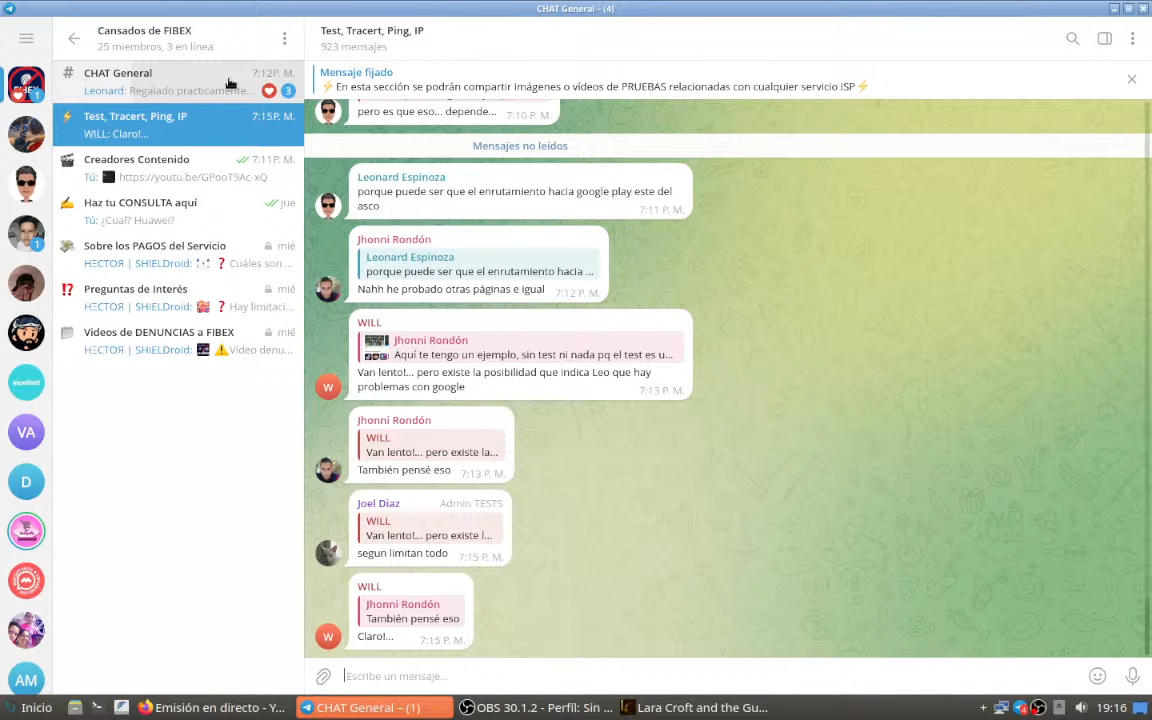 CHAT General – (4)
Cansados de FIBEX
25 miembros, 3 en línea
# CHAT General 7:12P. M.
Leonard: Regalado practicamente... 3
Test, Tracert, Ping, IP 7:15P. M.
WILL: Claro!...
Creadores Contenido 7:11P. M.
Tú: https://youtu.be/GPooT9Ac-xQ
Haz tu CONSULTA aquí jue
Tú: ¿Cual? Huawei?
Sobre los PAGOS del Servicio mié
HΞCTOЯ | SHIELDroid: ❓ Cuáles son ...
Preguntas de Interés mié
HΞCTOЯ | SHIELDroid: ❓ Hay limitaci...
Videos de DENUNCIAS a FIBEX mié
HΞCTOЯ | SHIELDroid: ⚠️Video denu...
1
1
movilnet
VA
D
AM
Test, Tracert, Ping, IP
923 mensajes
Mensaje fijado
⚡En esta sección se podrán compartir imágenes o vídeos de PRUEBAS relacionadas con cualquier servicio ISP⚡
pero es que eso... depende... 7:10 P. M.
Mensajes no leídos
Leonard Espinoza
porque puede ser que el enrutamiento hacia google play este del
asco 7:11 P. M.
Jhonni Rondón
Leonard Espinoza
porque puede ser que el enrutamiento hacia ...
Nahh he probado otras páginas e igual 7:12 P. M.
WILL
Jhonni Rondón
Aquí te tengo un ejemplo, sin test ni nada pq el test es u...
Van lento!... pero existe la posibilidad que indica Leo que hay
problemas con google 7:13 P. M.
W
Jhonni Rondón
WILL
Van lento!... pero existe la...
También pensé eso 7:13 P. M.
Joel Diaz Admin TESTS
WILL
Van lento!... pero existe l...
segun limitan todo 7:15 P. M.
WILL
Jhonni Rondón
También pensé eso
Claro!... 7:15 P. M.
W
Escribe un mensaje...
Inicio
Emisión en directo - Y...
CHAT General – (1)
OBS 30.1.2 - Perfil: Sin ...
Lara Croft and the Gu...
+ 4 19:16